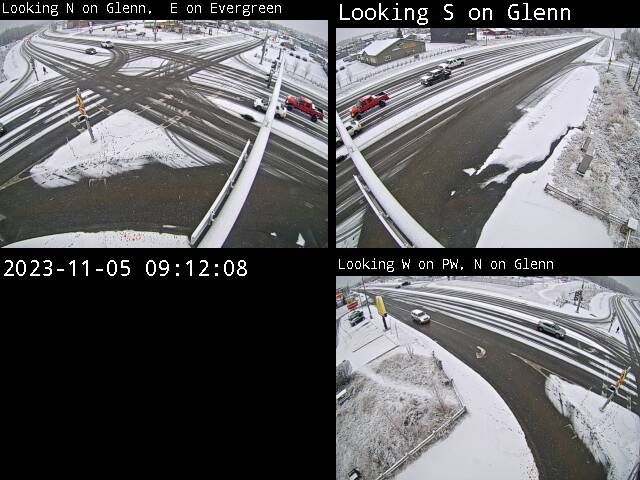 Looking N on Glenn, E on Evergreen
Looking S on Glenn
2023-11-05 09:12:08
Looking W on PW, N on Glenn